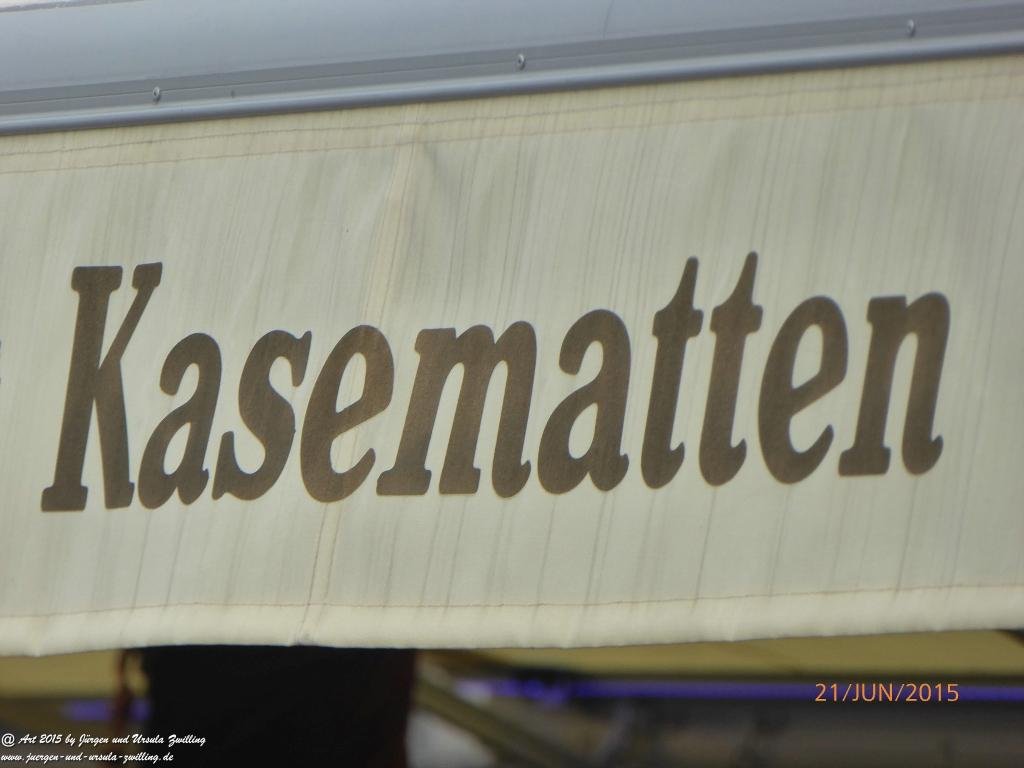 Kasematten
21/JUN/2015
@ Art 2015 by Jürgen und Ursula Zwilling
www.juergen-und-ursula-zwilling.de